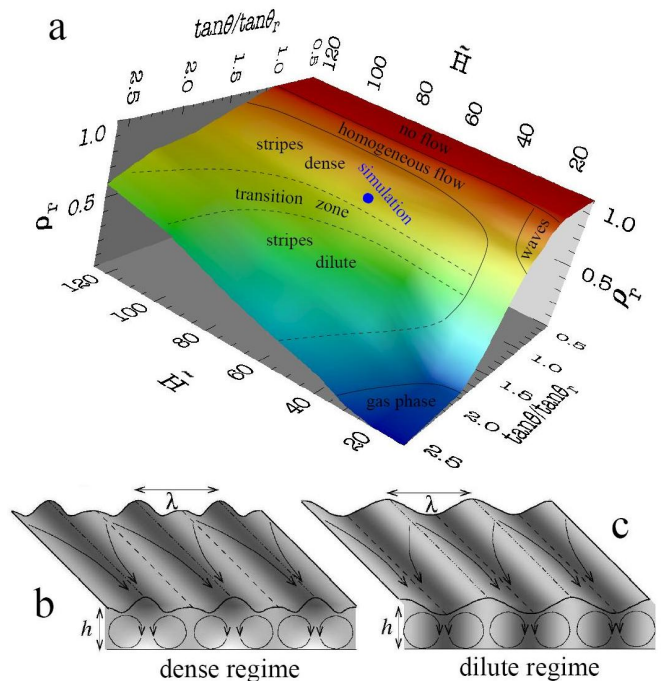 a
tanθ/tanθr
2.5 2.0 1.5 1.0 0.5
H̃
120 100 80 60 40 20
no flow
homogeneous flow
stripes
dense
simulation
waves
transition zone
stripes
dilute
gas phase
ρr
1.0
0.5
120 100 80 60 40 20
H̃
1.0
0.5
ρr
0.5
1.0
1.5
2.0
2.5
tanθ/tanθr
λ
λ
c
b
h
h
dense regime
dilute regime